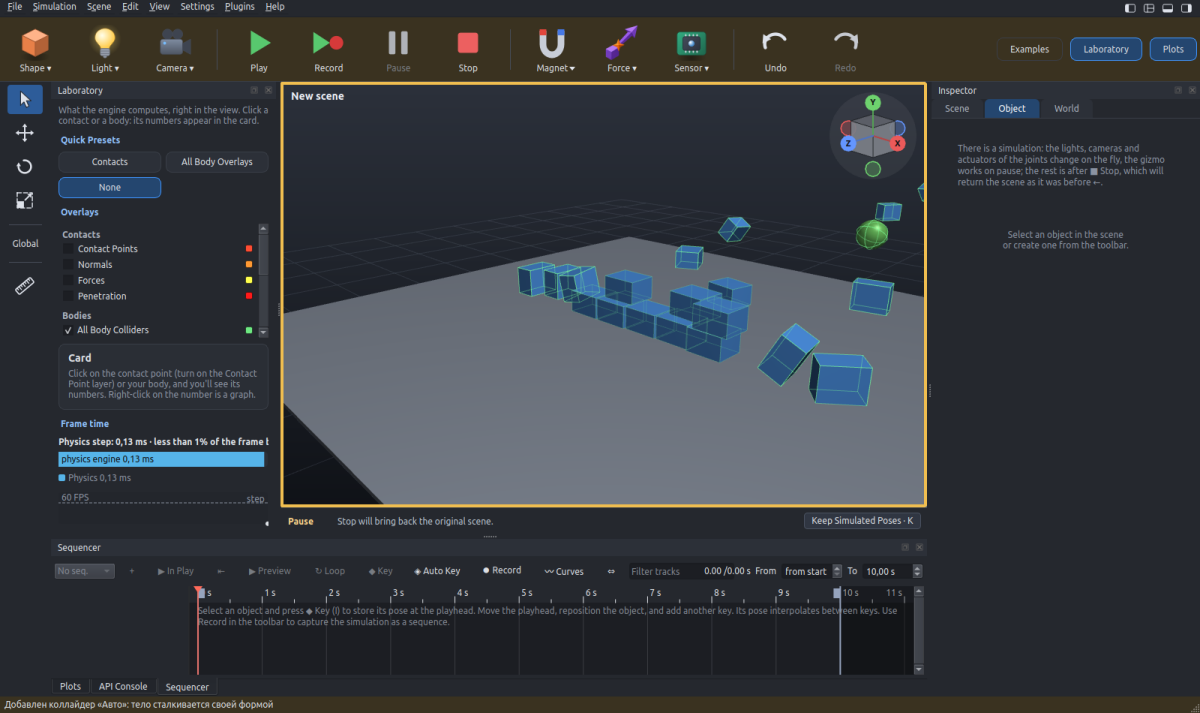 File Simulation Scene Edit View Settings Plugins Help
Shape Light Camera Play Record Pause Stop Magnet Force Sensor Undo Redo
Examples Laboratory Plots
Laboratory
What the engine computes, right in the view. Click a
contact or a body: its numbers appear in the card.
Quick Presets
Contacts All Body Overlays
None
Overlays
Contacts
Contact Points
Normals
Forces
Penetration
Bodies
All Body Colliders
Card
Click on the contact point (turn on the Contact
Point layer) or your body, and you'll see its
numbers. Right-click on the number is a graph.
Frame time
Physics step: 0,13 ms · less than 1% of the frame b
physics engine 0,13 ms
Physics 0,13 ms
60 FPS step
Global
New scene
Y
Z X
Pause Stop will bring back the original scene. Keep Simulated Poses · K
Inspector
Scene Object World
There is a simulation: the lights, cameras and
actuators of the joints change on the fly, the gizmo
works on pause; the rest is after ■ Stop, which will
return the scene as it was before ←.
Select an object in the scene
or create one from the toolbar.
Sequencer
No seq. + ▶ In Play ⇤ ▶ Preview ↻ Loop ◆ Key ◈ Auto Key ● Record Curves ⇔ Filter tracks 0.00 /0.00 s From from start To 10,00 s
s 1 s 2 s 3 s 4 s 5 s 6 s 7 s 8 s 9 s 10 s 11 s
Select an object and press ◆ Key (I) to store its pose at the playhead. Move the playhead, reposition the object, and add another key. Its pose interpolates between keys. Use
Record in the toolbar to capture the simulation as a sequence.
Plots API Console Sequencer
Добавлен коллайдер «Авто»: тело сталкивается своей формой